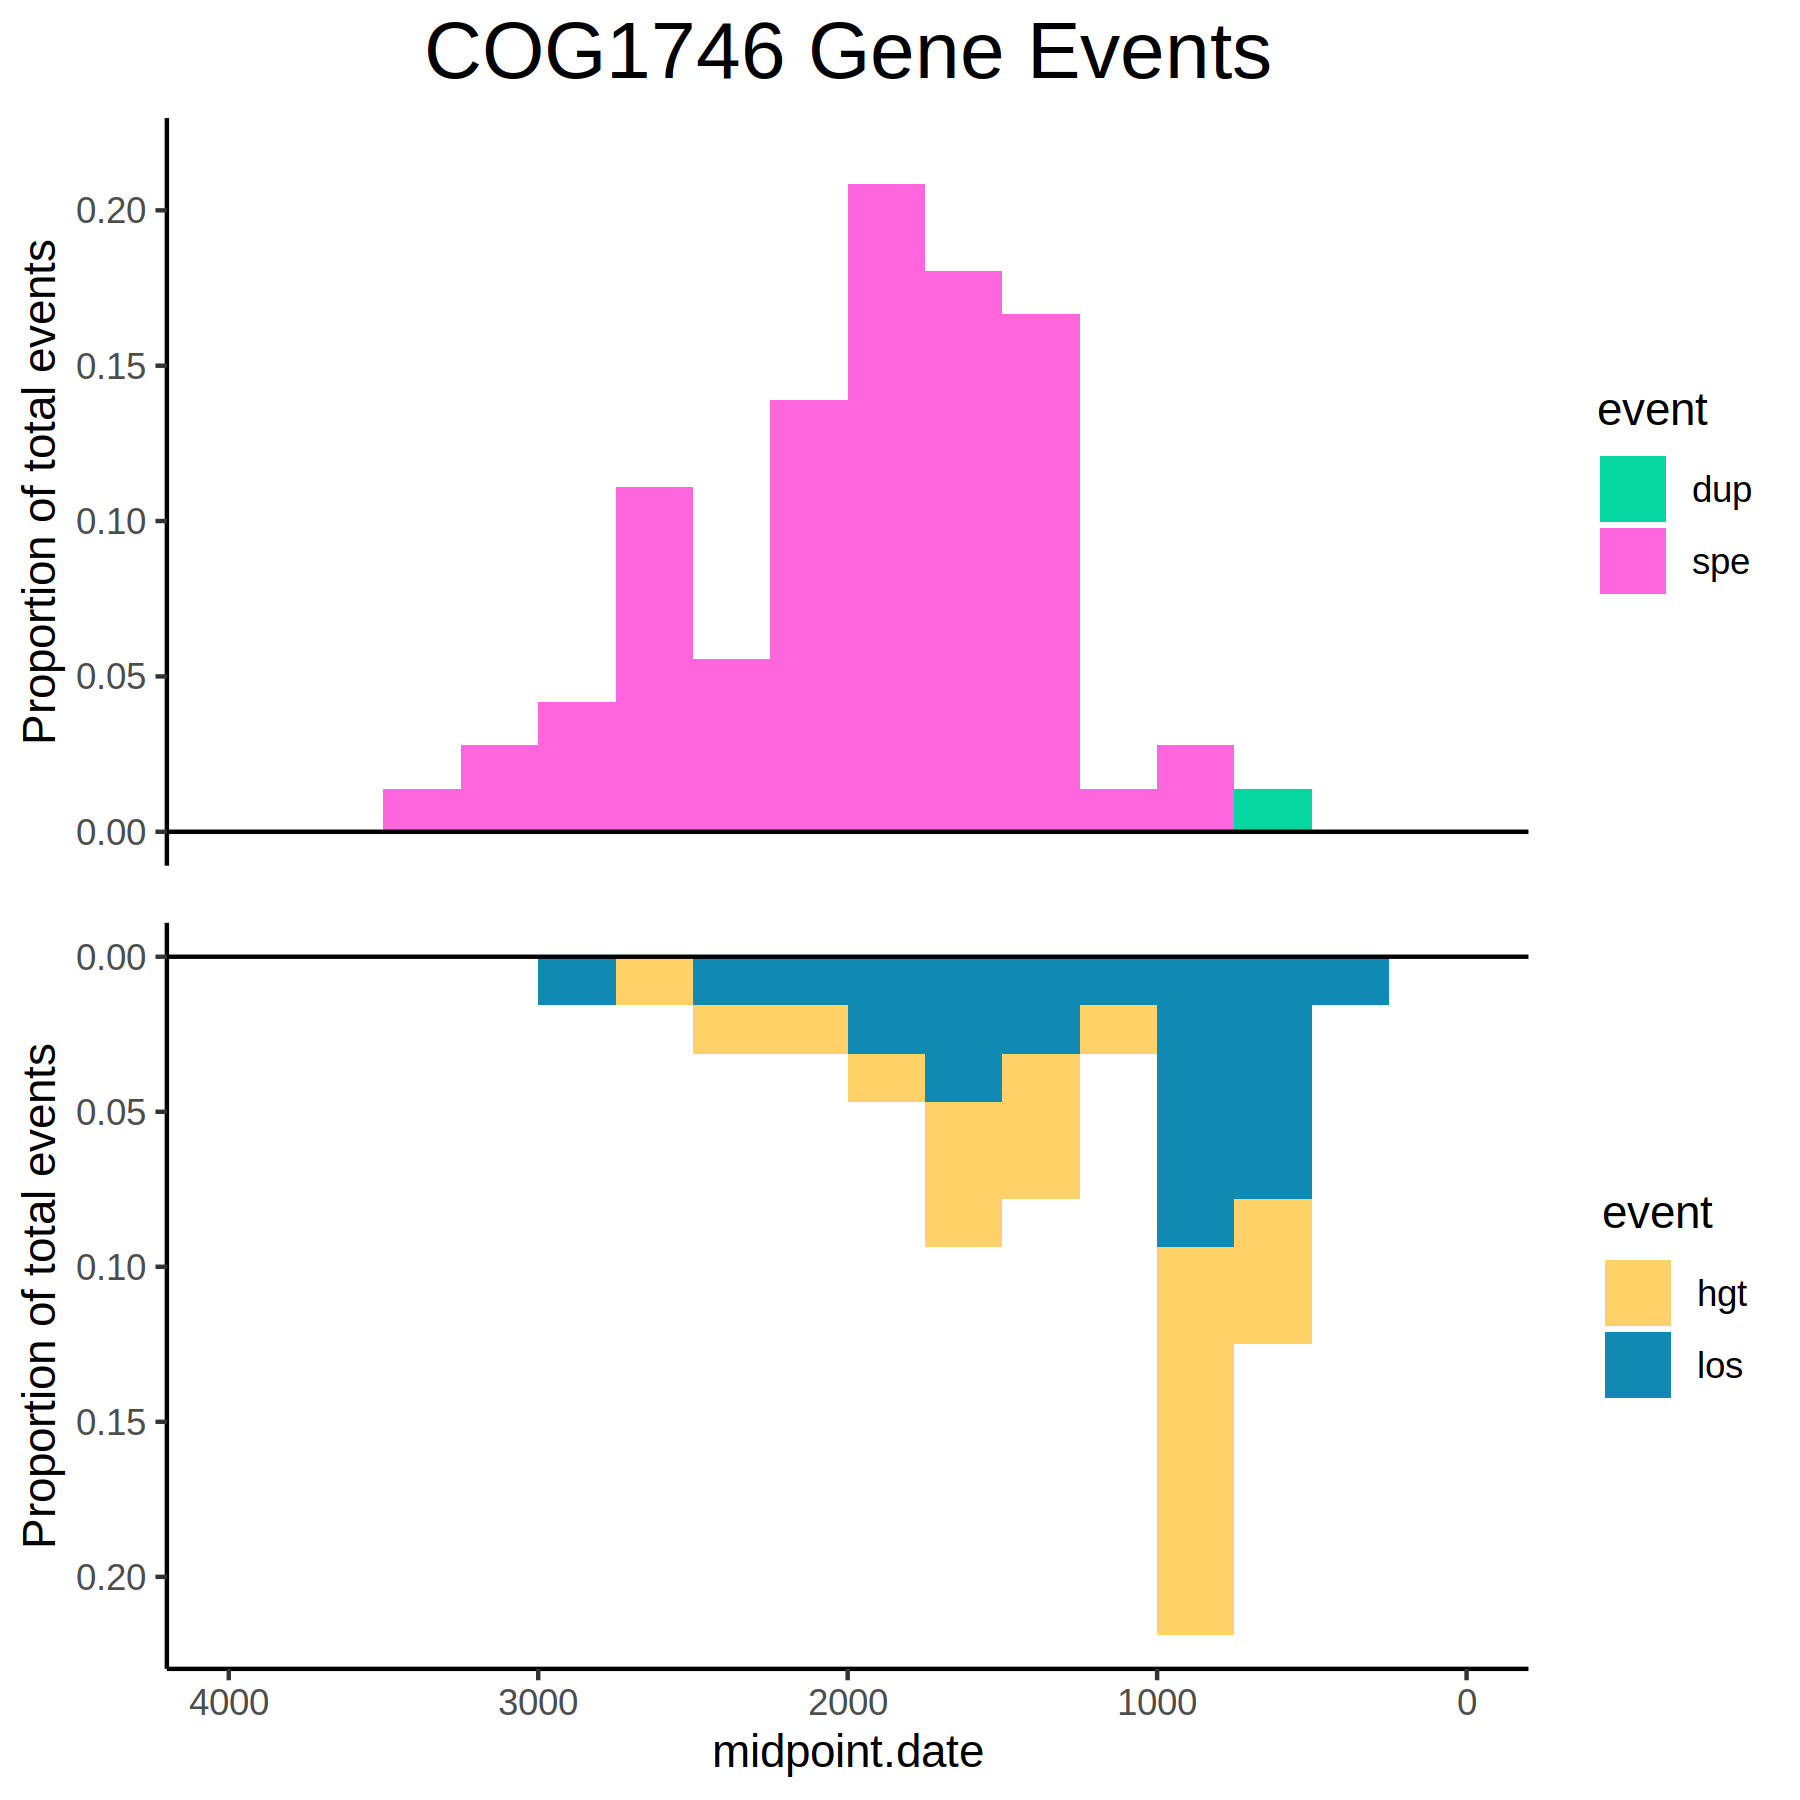 COG1746 Gene Events
Proportion of total events
0.20
0.15
0.10
0.05
0.00
event
dup
spe
Proportion of total events
0.00
0.05
0.10
0.15
0.20
event
hgt
los
4000 3000 2000 1000 0
midpoint.date